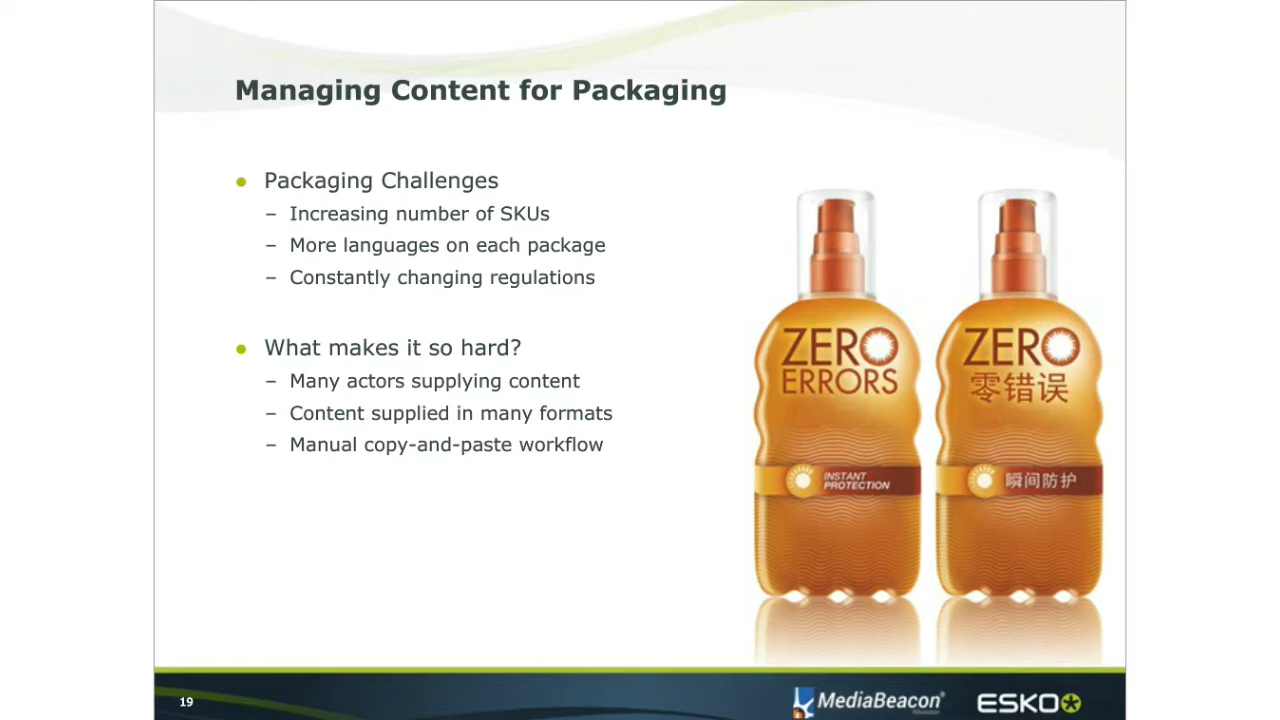 Managing Content for Packaging
● Packaging Challenges
– Increasing number of SKUs
– More languages on each package
– Constantly changing regulations
● What makes it so hard?
– Many actors supplying content
– Content supplied in many formats
– Manual copy-and-paste workflow
ZERO
ERRORS
INSTANT
PROTECTION
ZERO
零错误
瞬间防护
19
MediaBeacon®
ESKO